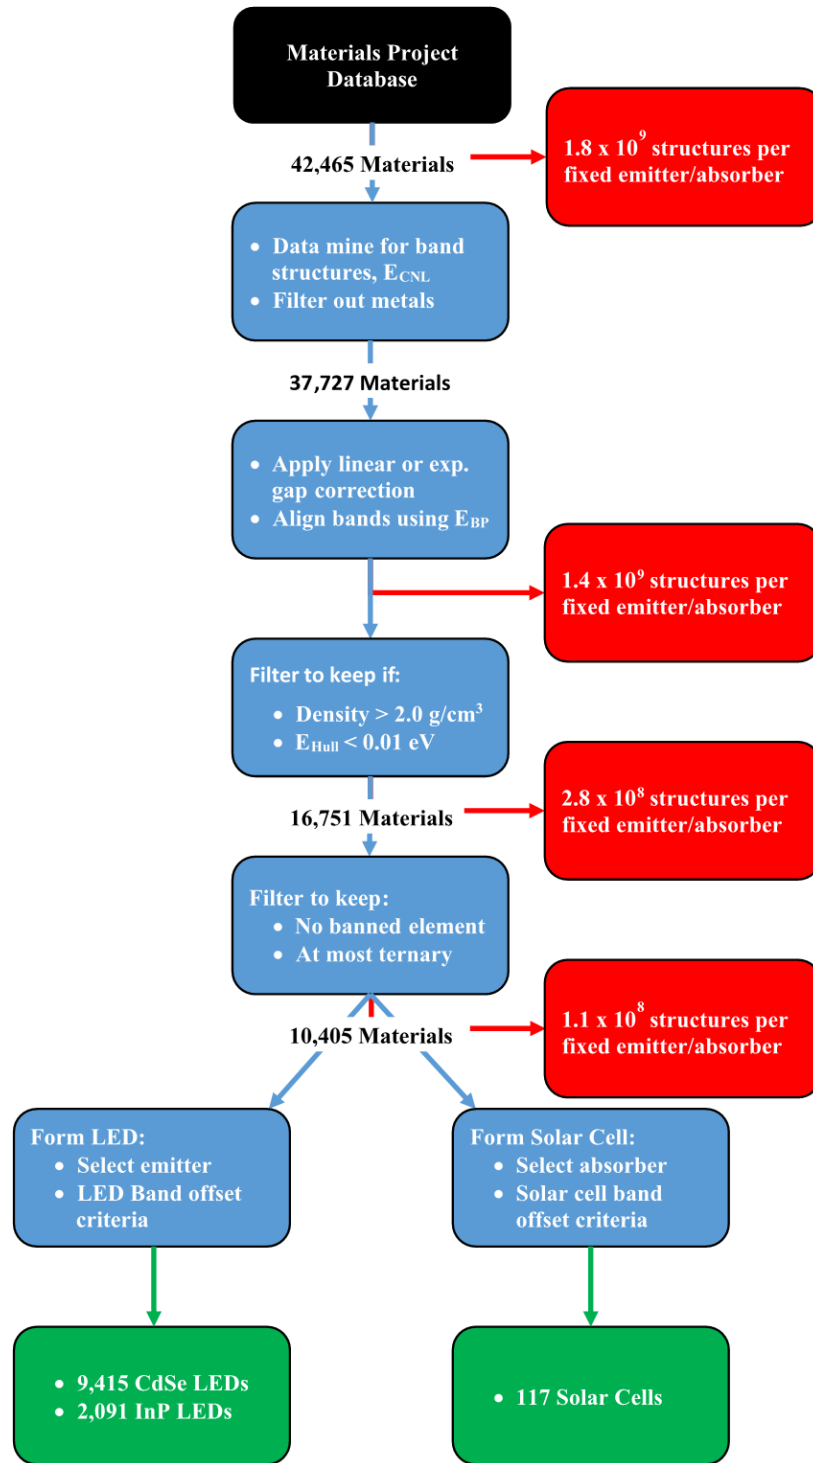 Materials Project
Database
42,465 Materials
1.8 x 10⁹ structures per
fixed emitter/absorber
• Data mine for band
structures, E_CNL
• Filter out metals
37,727 Materials
• Apply linear or exp.
gap correction
• Align bands using E_BP
1.4 x 10⁹ structures per
fixed emitter/absorber
Filter to keep if:
• Density > 2.0 g/cm³
• E_Hull < 0.01 eV
16,751 Materials
2.8 x 10⁸ structures per
fixed emitter/absorber
Filter to keep:
• No banned element
• At most ternary
10,405 Materials
1.1 x 10⁸ structures per
fixed emitter/absorber
Form LED:
• Select emitter
• LED Band offset
criteria
Form Solar Cell:
• Select absorber
• Solar cell band
offset criteria
• 9,415 CdSe LEDs
• 2,091 InP LEDs
• 117 Solar Cells